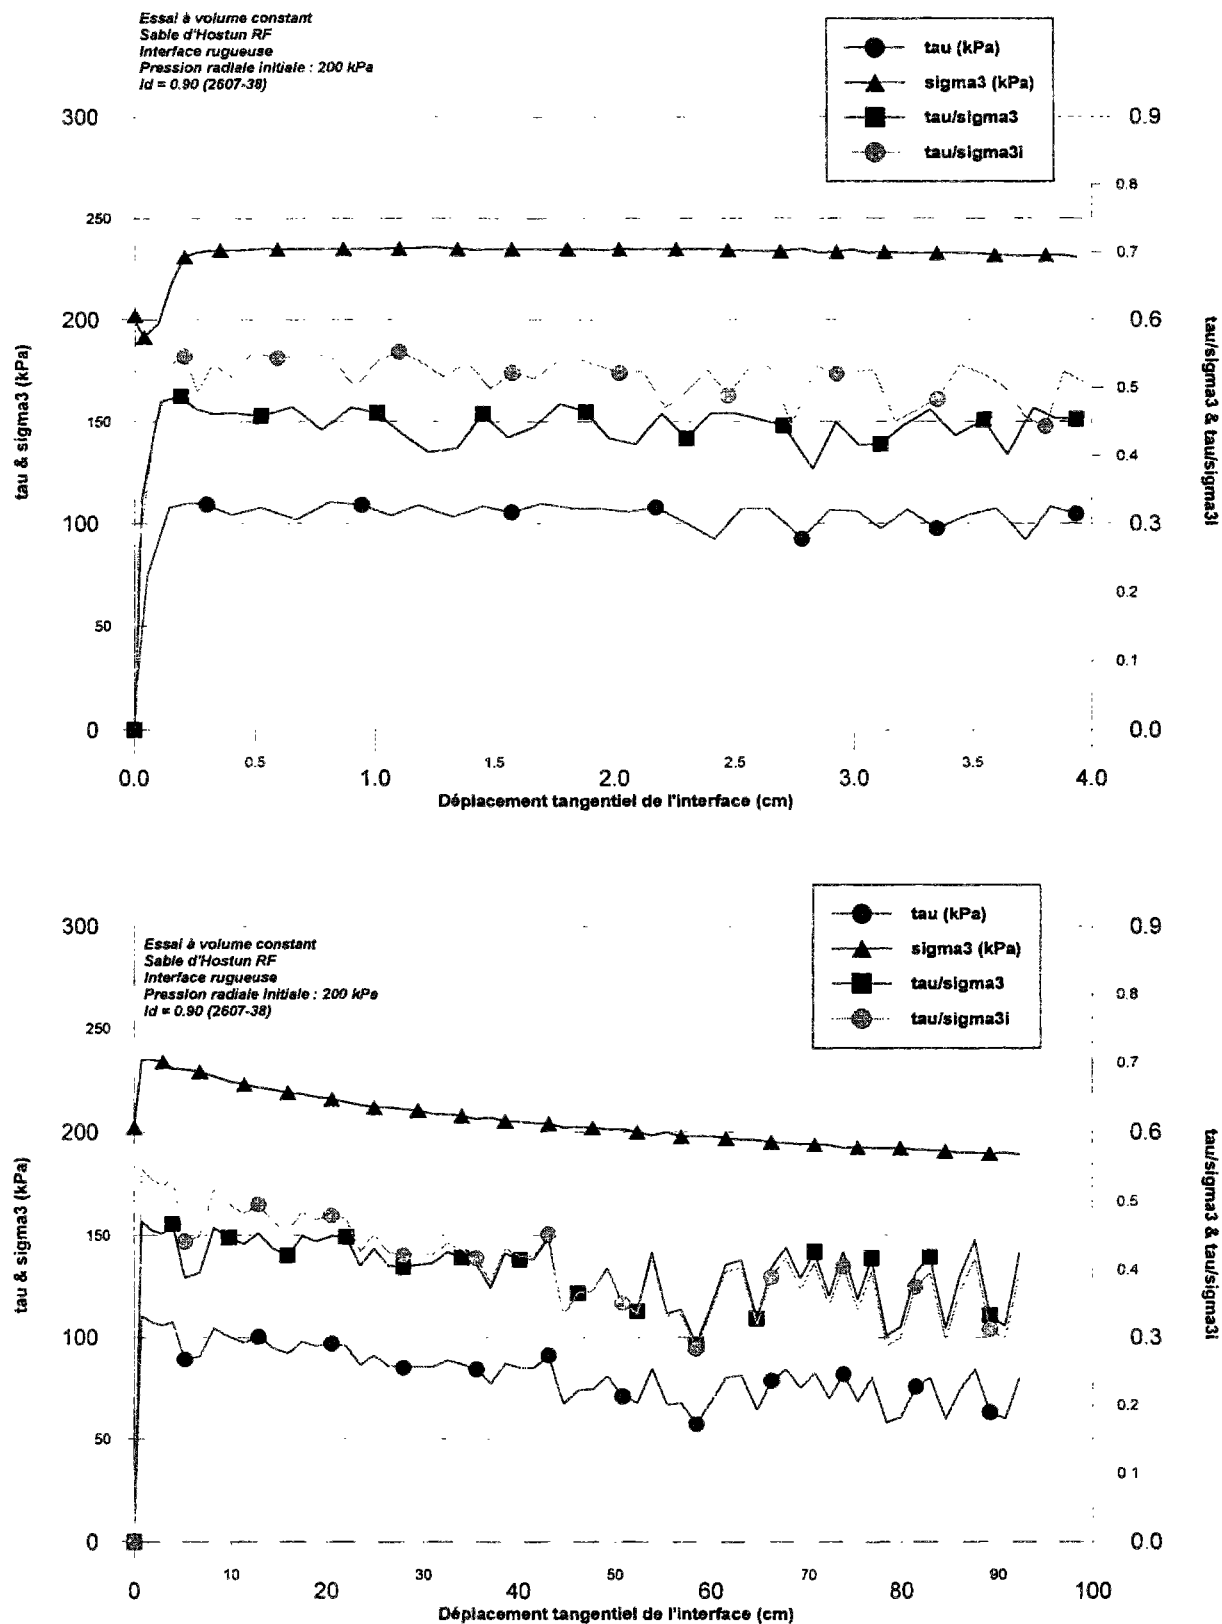 Essai à volume constant
Sable d'Hostun RF
Interface rugueuse
Pression radiale initiale : 200 kPa
Id = 0.90 (2607-38)
tau (kPa)
sigma3 (kPa)
tau/sigma3
tau/sigma3i
300
250
200
150
100
50
0
tau & sigma3 (kPa)
0.9
0.8
0.7
0.6
0.5
0.4
0.3
0.2
0.1
0.0
tau/sigma3 & tau/sigma3i
0.0
0.5
1.0
1.5
2.0
2.5
3.0
3.5
4.0
Déplacement tangentiel de l'interface (cm)
tau (kPa)
sigma3 (kPa)
tau/sigma3
tau/sigma3i
Essai à volume constant
Sable d'Hostun RF
Interface rugueuse
Pression radiale initiale : 200 kPa
Id = 0.90 (2607-38)
300
250
200
150
100
50
0
tau & sigma3 (kPa)
0.9
0.8
0.7
0.6
0.5
0.4
0.3
0.2
0.1
0.0
tau/sigma3 & tau/sigma3i
0
10
20
30
40
50
60
70
80
90
100
Déplacement tangentiel de l'interface (cm)